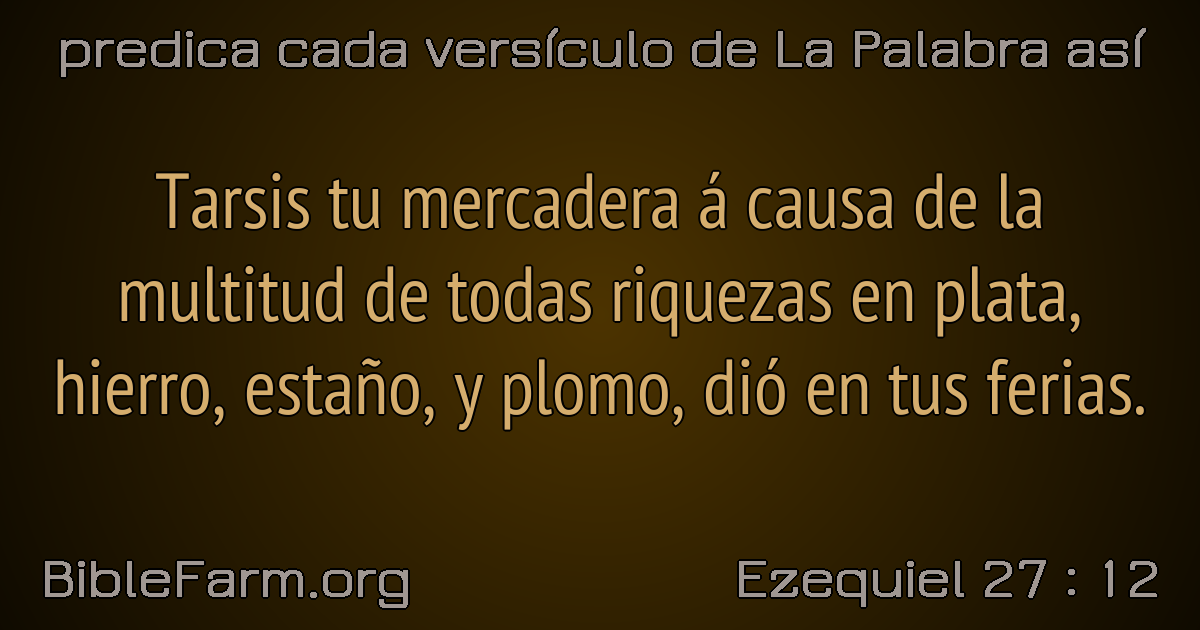 predica cada versículo de La Palabra así
Tarsis tu mercadera á causa de la
multitud de todas riquezas en plata,
hierro, estaño, y plomo, dió en tus ferias.
BibleFarm.org
Ezequiel 27 : 12